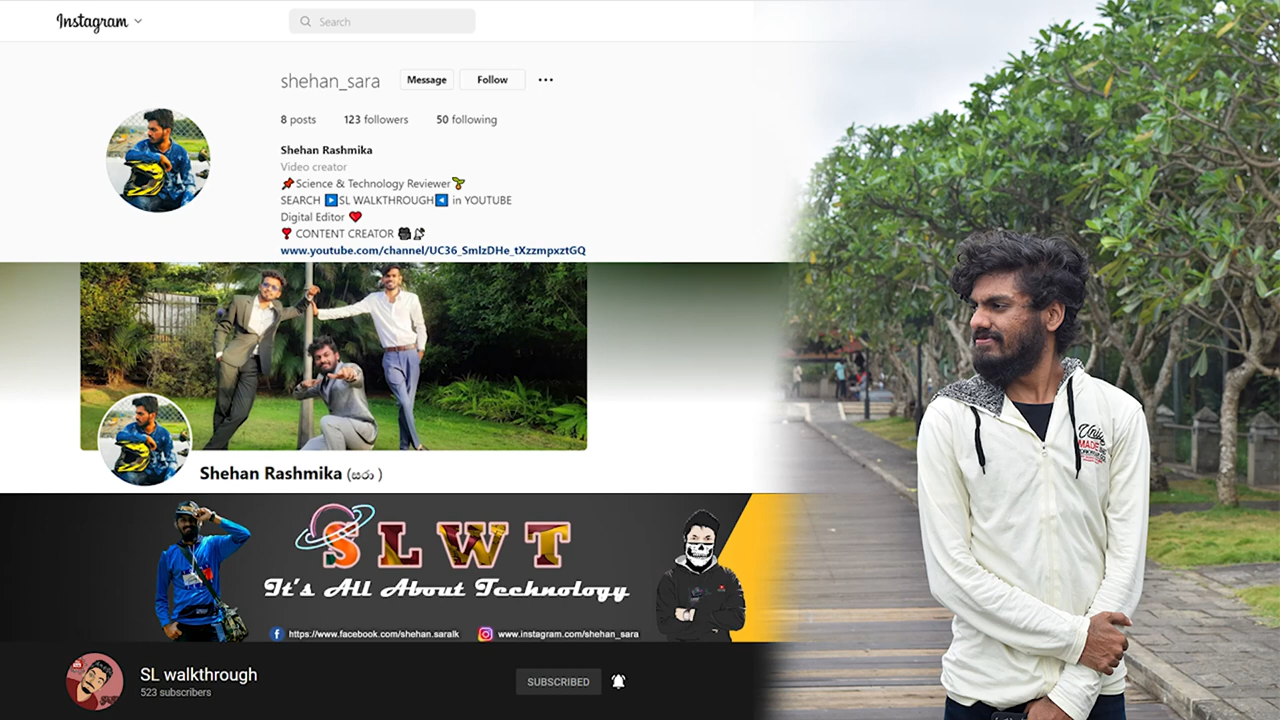 Instagram
Search
shehan_sara Message Follow
8 posts 123 followers 50 following
Shehan Rashmika
Video creator
📌Science & Technology Reviewer🌱
SEARCH ▶️SL WALKTHROUGH◀️ in YOUTUBE
Digital Editor ❤️
❣️ CONTENT CREATOR 🎥📡
www.youtube.com/channel/UC36_SmlzDHe_tXzzmpxztGQ
Shehan Rashmika (සරා )
SLWT
It's All About Technology
https://www.facebook.com/shehan.saralk www.instagram.com/shehan_sara
SL walkthrough
523 subscribers
SUBSCRIBED
MADE